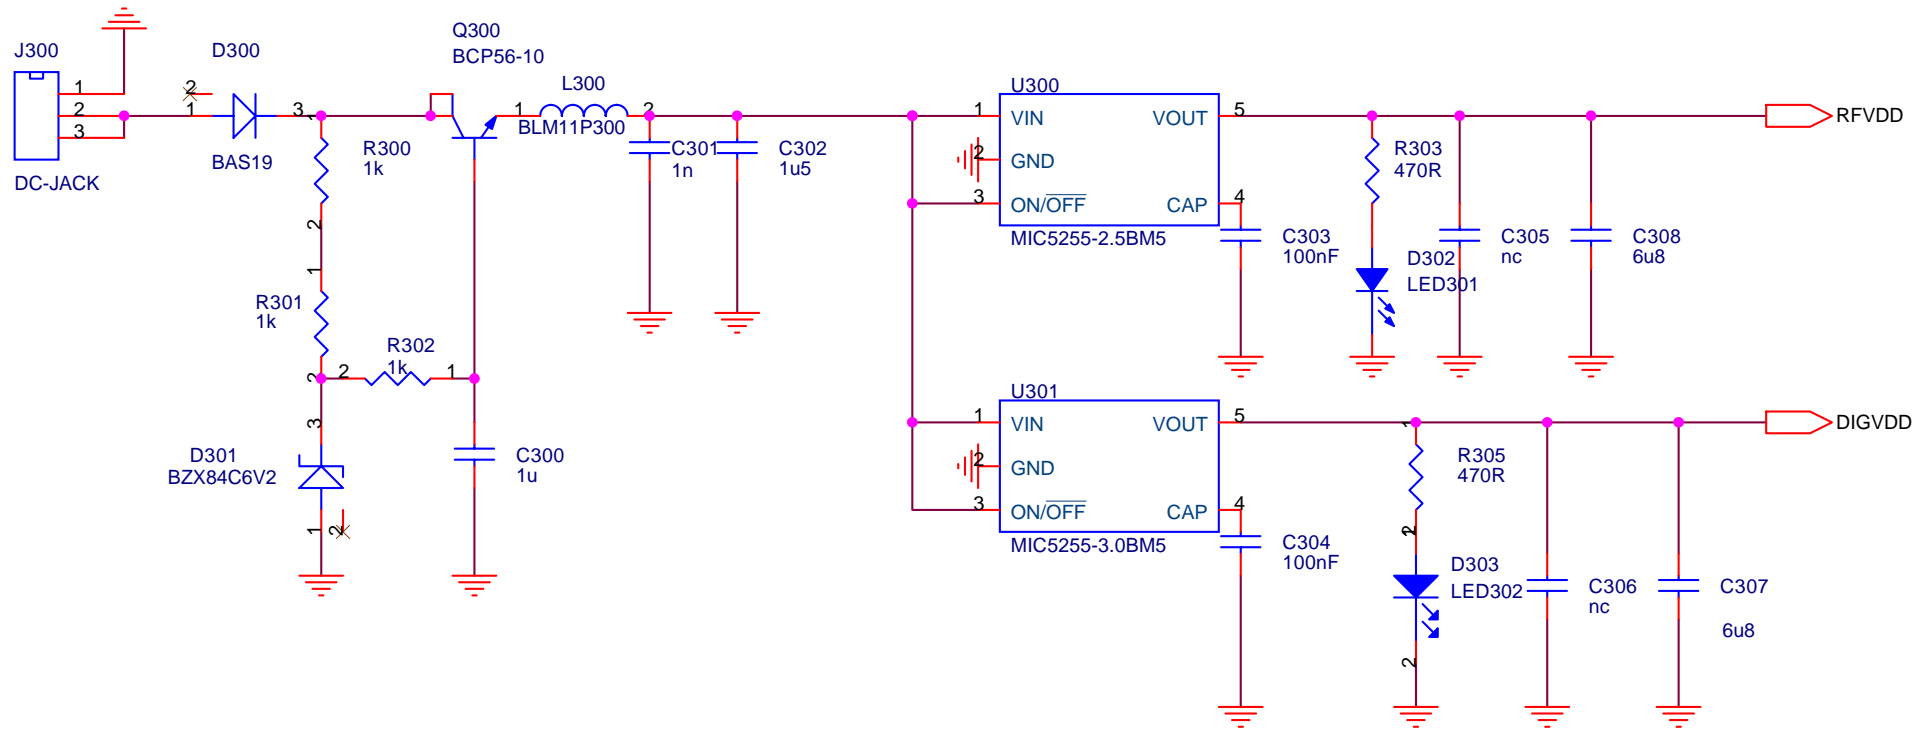 J300
1
2
3
DC-JACK
D300
2
1
3
BAS19
Q300
BCP56-10
L300
1
2
BLM11P300
1
R300
1k
2
1
R301
1k
2
R302
1k
2
1
3
D301
BZX84C6V2
1
2
C300
1u
C301
1n
C302
1u5
U300
1
VIN
VOUT
5
2
GND
3
ON/OFF
CAP
4
MIC5255-2.5BM5
C303
100nF
R303
470R
D302
LED301
C305
nc
C308
6u8
RFVDD
U301
1
VIN
VOUT
5
2
GND
3
ON/OFF
CAP
4
MIC5255-3.0BM5
C304
100nF
1
R305
470R
2
1
D303
LED302
2
C306
nc
C307
6u8
DIGVDD